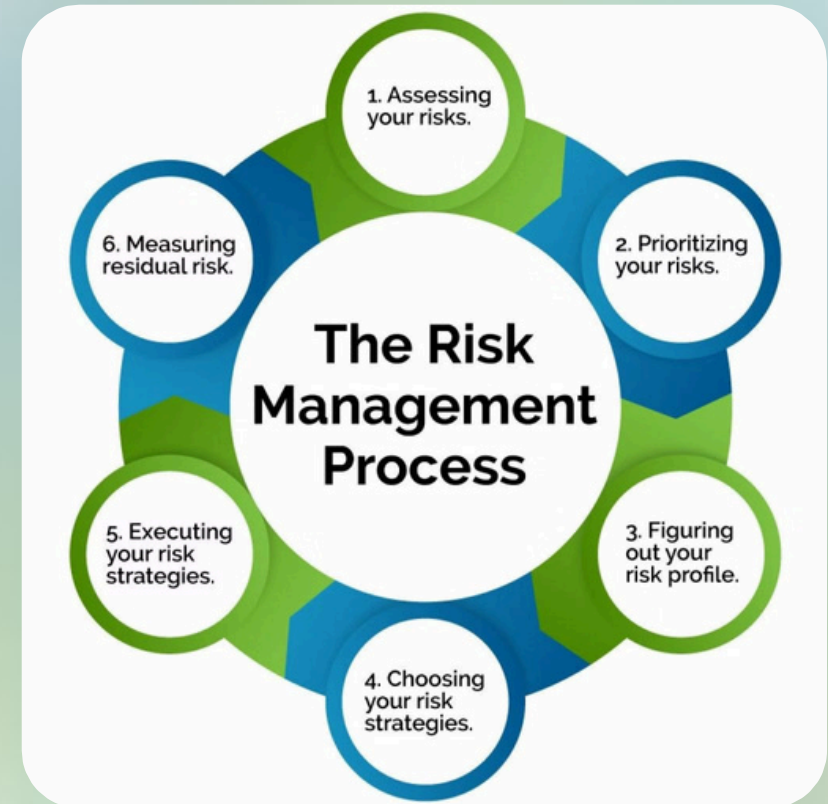 1. Assessing
your risks.
2. Prioritizing
your risks.
3. Figuring
out your
risk profile.
4. Choosing
your risk
strategies.
5. Executing
your risk
strategies.
6. Measuring
residual risk.
The Risk
Management
Process